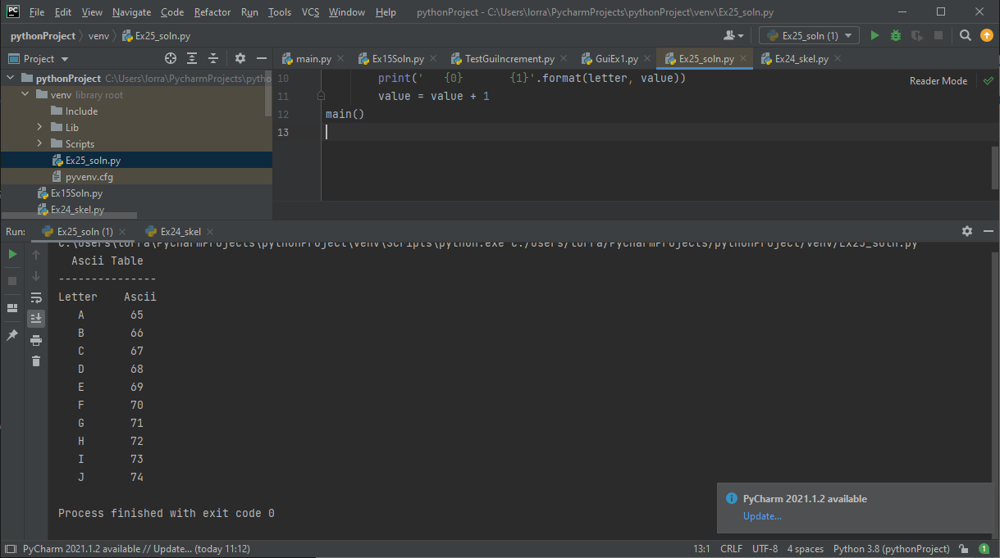 PC File Edit View Navigate Code Refactor Run Tools VCS Window Help pythonProject - C:\Users\lorra\PycharmProjects\pythonProject\venv\Ex25_soln.py
pythonProject venv Ex25_soln.py Ex25_soln (1)
Project main.py Ex15Soln.py TestGuiIncrement.py GuiEx1.py Ex25_soln.py Ex24_skel.py
pythonProject C:\Users\lorra\PycharmProjects\pytho
venv library root
Include
Lib
Scripts
Ex25_soln.py
pyvenv.cfg
Ex15Soln.py
Ex24_skel.py
10 print('   {0}       {1}'.format(letter, value))
Reader Mode
11 value = value + 1
12 main()
13
Run: Ex25_soln (1) Ex24_skel
C:\Users\lorra\PycharmProjects\pythonProject\venv\Scripts\python.exe C:/Users/lorra/PycharmProjects/pythonProject/venv/Ex25_soln.py
Ascii Table
---------------
Letter    Ascii
A       65
B       66
C       67
D       68
E       69
F       70
G       71
H       72
I       73
J       74
Process finished with exit code 0
PyCharm 2021.1.2 available
Update...
PyCharm 2021.1.2 available // Update... (today 11:12) 13:1 CRLF UTF-8 4 spaces Python 3.8 (pythonProject) 1